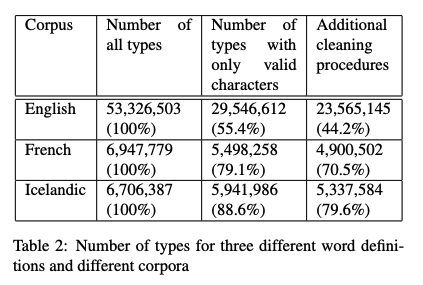 Corpus Number of all types Number of types with only valid characters Additional cleaning procedures
English 53,326,503 (100%) 29,546,612 (55.4%) 23,565,145 (44.2%)
French 6,947,779 (100%) 5,498,258 (79.1%) 4,900,502 (70.5%)
Icelandic 6,706,387 (100%) 5,941,986 (88.6%) 5,337,584 (79.6%)
Table 2: Number of types for three different word defini-
tions and different corpora